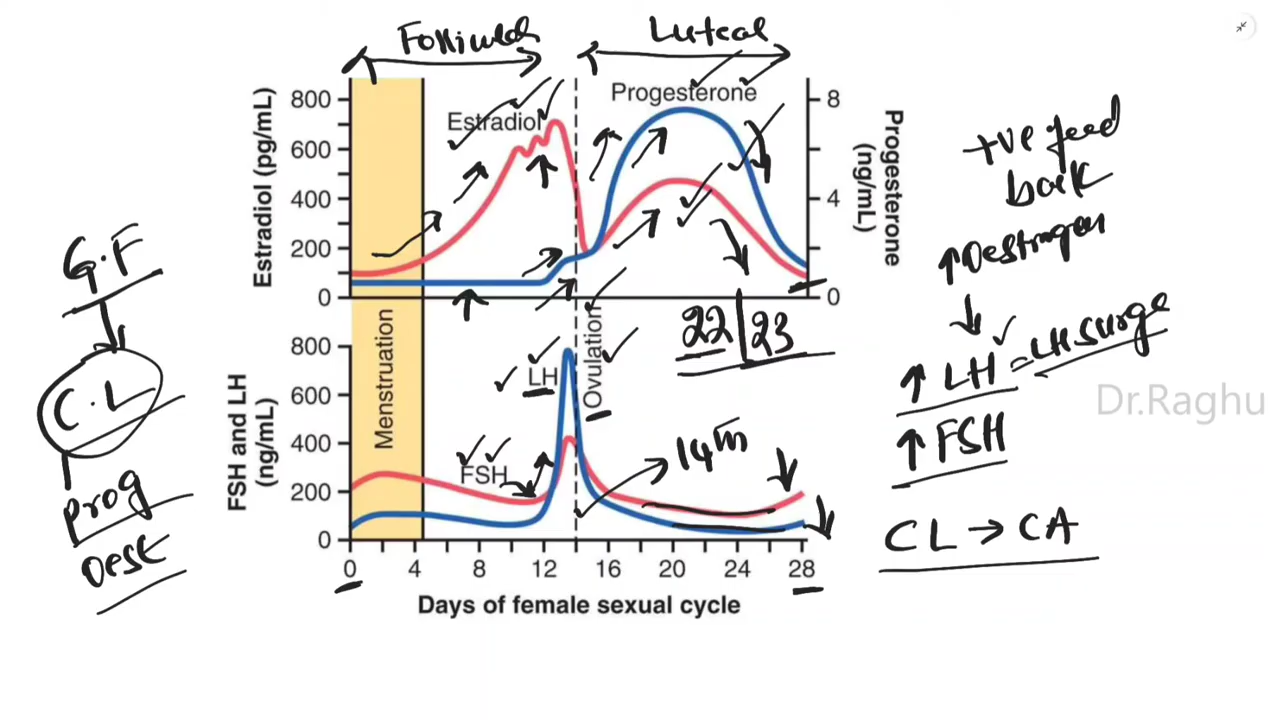 Follicular
Luteal
800
600
400
200
0
Estradiol (pg/mL)
Estradiol
Progesterone
8
4
0
Progesterone
(ng/mL)
+ve feed
back
↑Oestrogen
↓
↑ LH = LH surge
↑ FSH
CL → CA
Dr.Raghu
G.F
C.L
prog
Oest
22 | 23
14th
800
600
400
200
0
FSH and LH
(ng/mL)
Menstruation
LH
FSH
Ovulation
0 4 8 12 16 20 24 28
Days of female sexual cycle